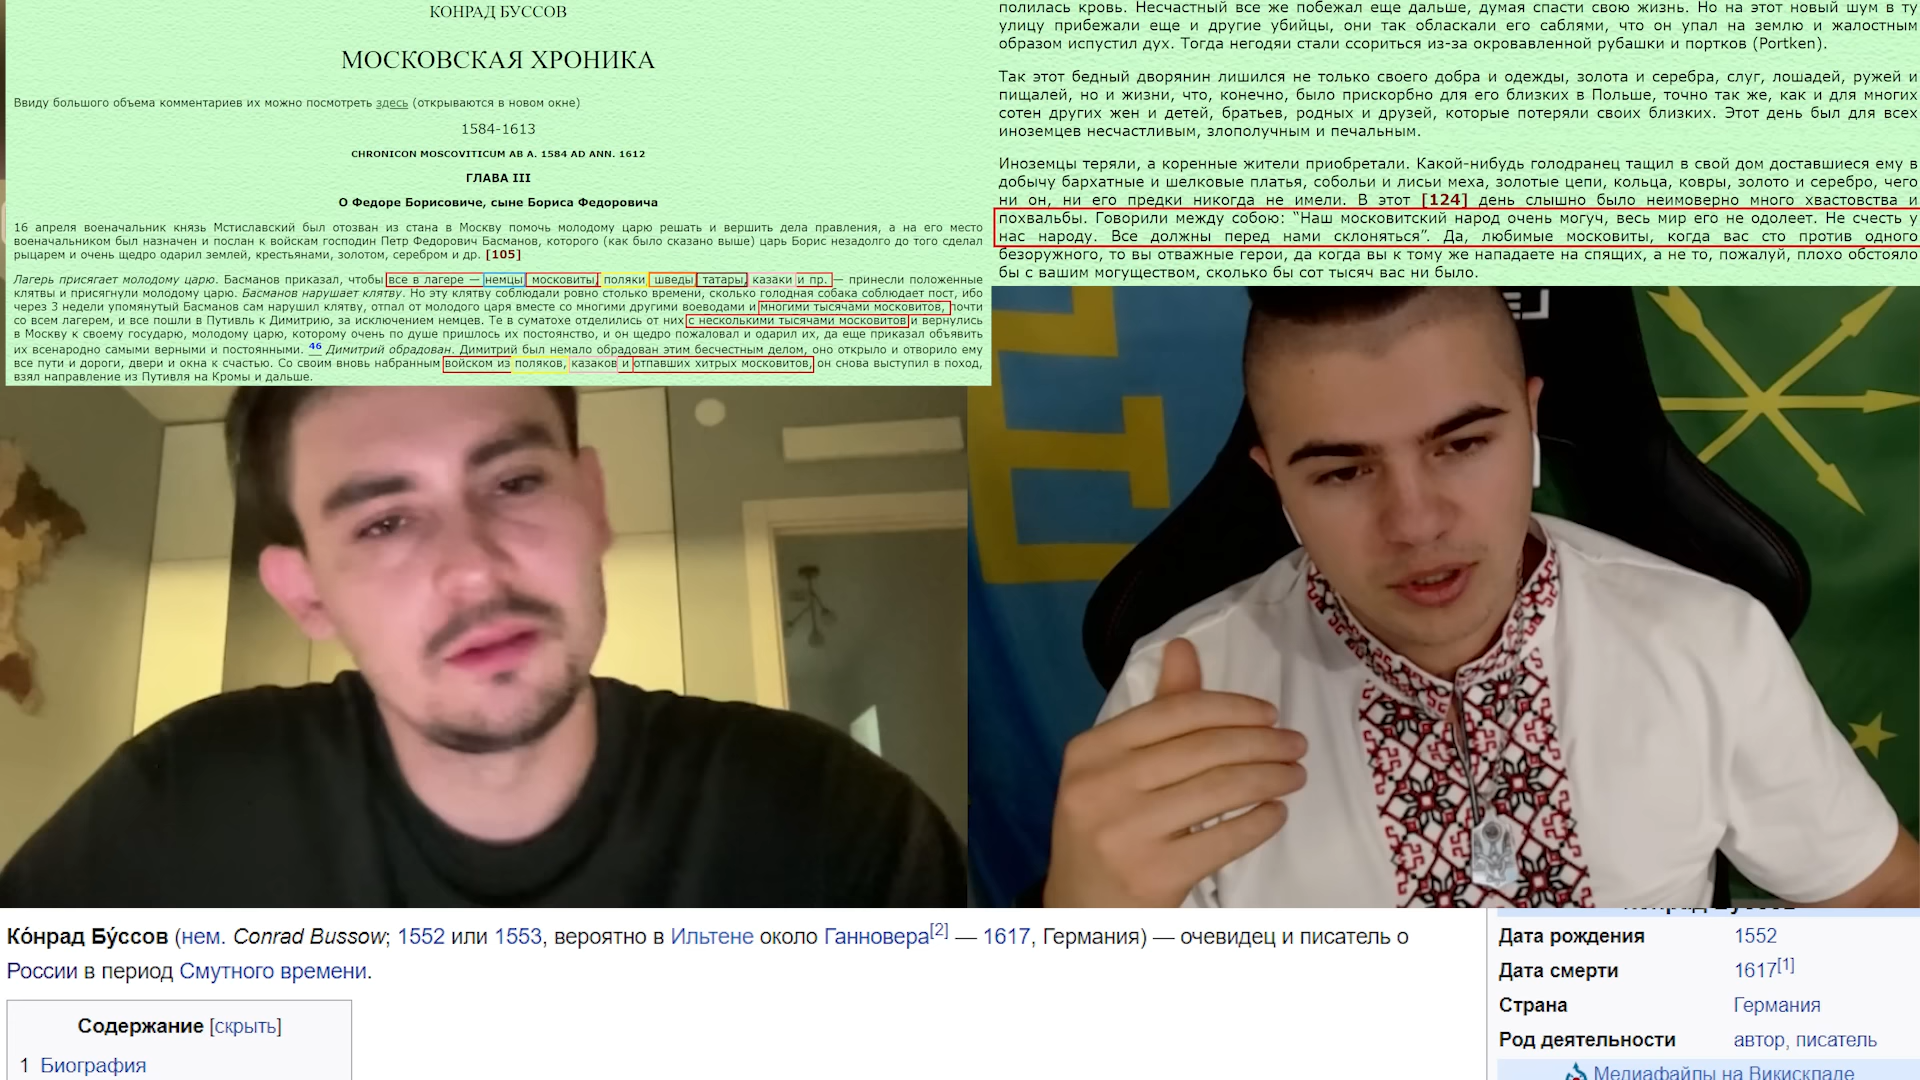 КОНРАД БУССОВ
МОСКОВСКАЯ ХРОНИКА
Ввиду большого объема комментариев их можно посмотреть здесь (открываются в новом окне)
1584-1613
CHRONICON MOSCOVITICUM AB A. 1584 AD ANN. 1612
ГЛАВА III
О Федоре Борисовиче, сыне Бориса Федоровича
16 апреля военачальник князь Мстиславский был отозван из стана в Москву помочь молодому царю решать и вершить дела правления, а на его место
военачальником был назначен и послан к войскам господин Петр Федорович Басманов, которого (как было сказано выше) царь Борис незадолго до того сделал
рыцарем и очень щедро одарил землей, крестьянами, золотом, серебром и др. [105]
Лагерь присягает молодому царю. Басманов приказал, чтобы все в лагере — немцы, московиты, поляки, шведы, татары, казаки и пр. — принесли положенные
клятвы и присягнули молодому царю. Басманов нарушает клятву. Но эту клятву соблюдали ровно столько времени, сколько голодная собака соблюдает пост, ибо
через 3 недели упомянутый Басманов сам нарушил клятву, отпал от молодого царя вместе со многими другими воеводами и многими тысячами московитов, почти
со всем лагерем, и все пошли в Путивль к Димитрию, за исключением немцев. Те в суматохе отделились от них с несколькими тысячами московитов и вернулись
в Москву к своему государю, молодому царю, которому очень по душе пришлось их постоянство, и он щедро пожаловал и одарил их, да еще приказал объявить
их всенародно самыми верными и постоянными. 46 Димитрий обрадован. Димитрий был немало обрадован этим бесчестным делом, оно открыло и отворило ему
все пути и дороги, двери и окна к счастью. Со своим вновь набранным войском из поляков, казаков и отпавших хитрых московитов, он снова выступил в поход,
взял направление из Путивля на Кромы и дальше.
полилась кровь. Несчастный все же побежал еще дальше, думая спасти свою жизнь. Но на этот новый шум в ту
улицу прибежали еще и другие убийцы, они так обласкали его саблями, что он упал на землю и жалостным
образом испустил дух. Тогда негодяи стали ссориться из-за окровавленной рубашки и портков (Portken).
Так этот бедный дворянин лишился не только своего добра и одежды, золота и серебра, слуг, лошадей, ружей и
пищалей, но и жизни, что, конечно, было прискорбно для его близких в Польше, точно так же, как и для многих
сотен других жен и детей, братьев, родных и друзей, которые потеряли своих близких. Этот день был для всех
иноземцев несчастливым, злополучным и печальным.
Иноземцы теряли, а коренные жители приобретали. Какой-нибудь голодранец тащил в свой дом доставшиеся ему в
добычу бархатные и шелковые платья, собольи и лисьи меха, золотые цепи, кольца, ковры, золото и серебро, чего
ни он, ни его предки никогда не имели. В этот [124] день слышно было неимоверно много хвастовства и
похвальбы. Говорили между собою: “Наш московитский народ очень могуч, весь мир его не одолеет. Не счесть у
нас народу. Все должны перед нами склоняться”. Да, любимые московиты, когда вас сто против одного
безоружного, то вы отважные герои, да когда вы к тому же нападаете на спящих, а не то, пожалуй, плохо обстояло
бы с вашим могуществом, сколько бы сот тысяч вас ни было.
Ко́нрад Бу́ссов (нем. Conrad Bussow; 1552 или 1553, вероятно в Ильтене около Ганновера[2] — 1617, Германия) — очевидец и писатель о
России в период Смутного времени.
Содержание [скрыть]
1 Биография
Дата рождения 1552
Дата смерти 1617[1]
Страна Германия
Род деятельности автор, писатель
Медиафайлы на Викискладе